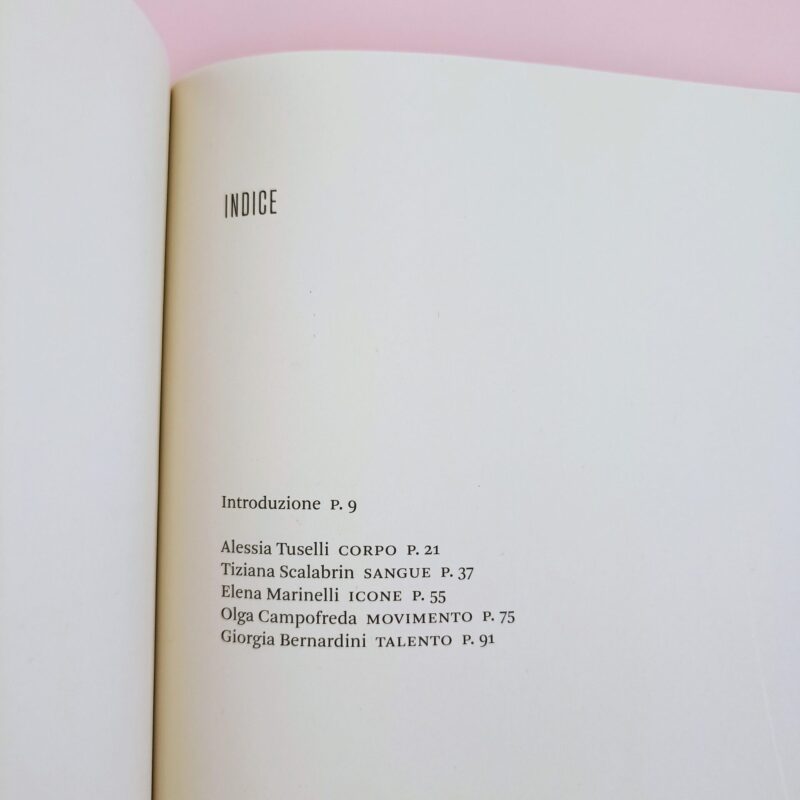 INDICE
Introduzione P. 9
Alessia Tuselli CORPO P. 21
Tiziana Scalabrin SANGUE P. 37
Elena Marinelli ICONE P. 55
Olga Campofreda MOVIMENTO P. 75
Giorgia Bernardini TALENTO P. 91